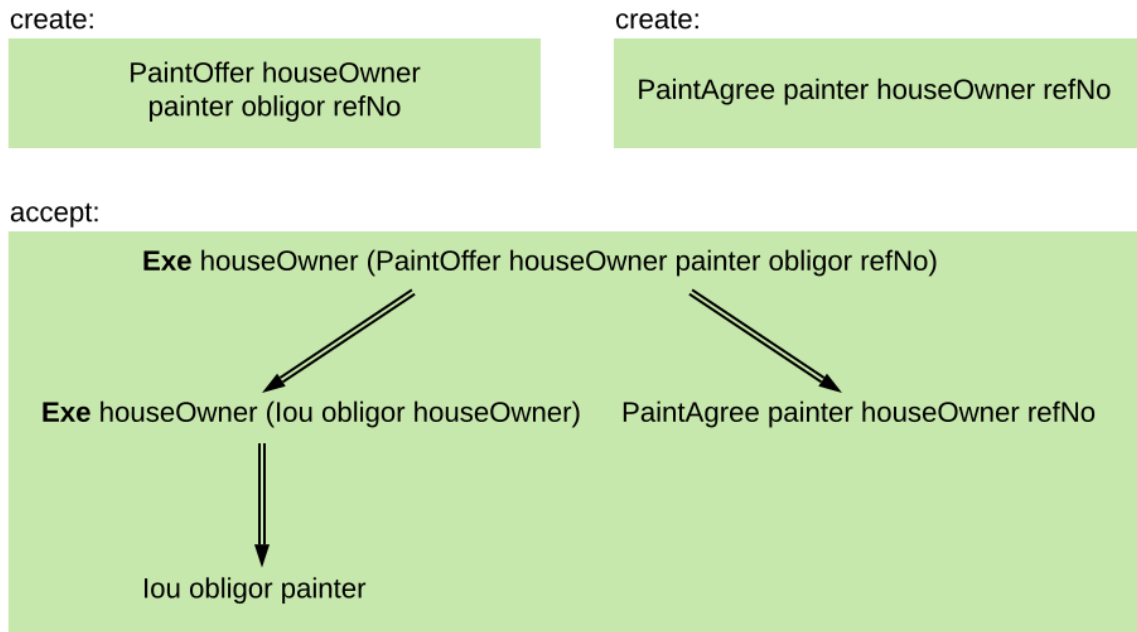 create:
create:
PaintOffer houseOwner
painter obligor refNo
PaintAgree painter houseOwner refNo
accept:
Exe houseOwner (PaintOffer houseOwner painter obligor refNo)
Exe houseOwner (Iou obligor houseOwner)
PaintAgree painter houseOwner refNo
Iou obligor painter